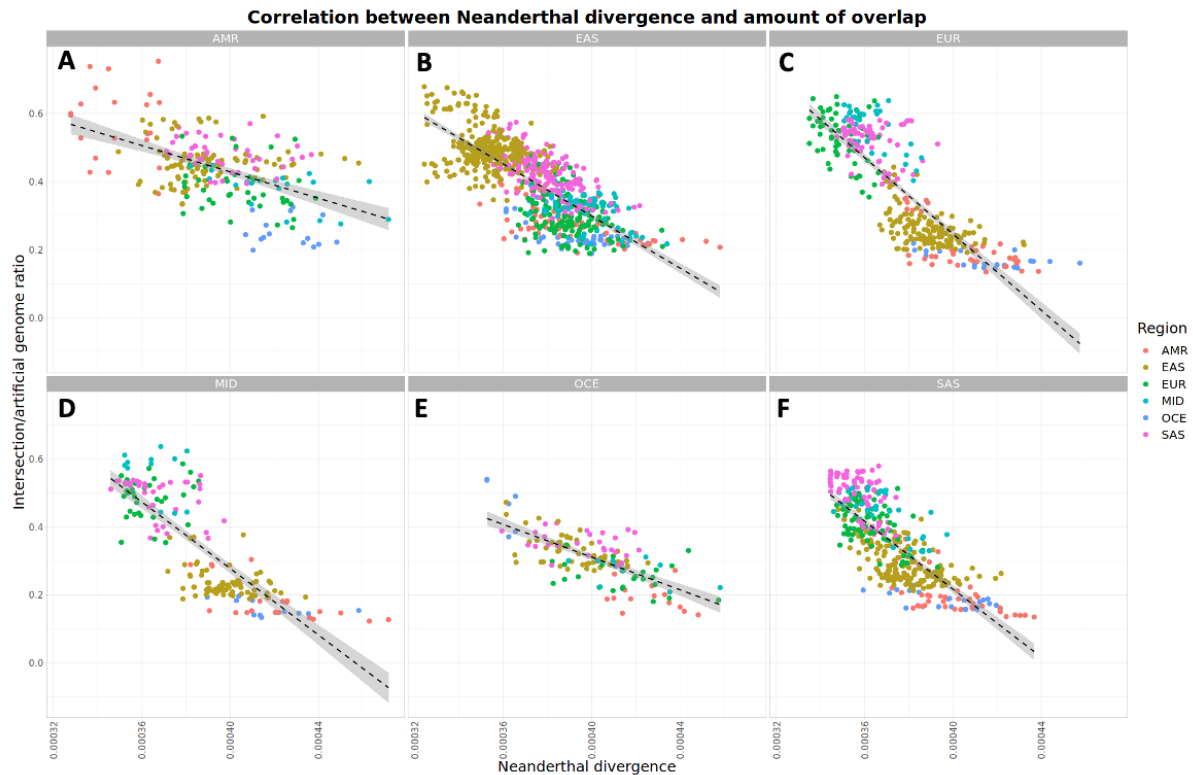 Correlation between Neanderthal divergence and amount of overlap
AMR
EAS
EUR
A
B
C
0.6
0.4
0.2
0.0
MID
OCE
SAS
D
E
F
0.6
0.4
0.2
0.0
Intersection/artificial genome ratio
0.00032
0.00036
0.00040
0.00044
0.00032
0.00036
0.00040
0.00044
0.00032
0.00036
0.00040
0.00044
Neanderthal divergence
Region
AMR
EAS
EUR
MID
OCE
SAS